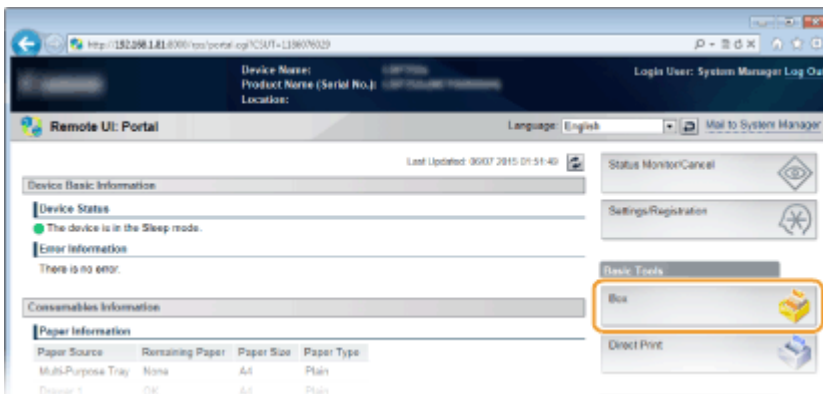 http://192.168.1.81:8000/rps/portal.cgi?CSUT=1186076029
Device Name:
Product Name (Serial No.):
Location:
Login User: System Manager Log Ou
Remote UI: Portal
Language: English
Mail to System Manager
Last Updated: 06/07 2015 01:51:49
Device Basic Information
Device Status
The device is in the Sleep mode.
Error Information
There is no error.
Consumables Information
Paper Information
Paper Source Remaining Paper Paper Size Paper Type
Multi-Purpose Tray None A4 Plain
Drawer 1 OK A4 Plain
Status Monitor/Cancel
Settings/Registration
Basic Tools
Box
Direct Print